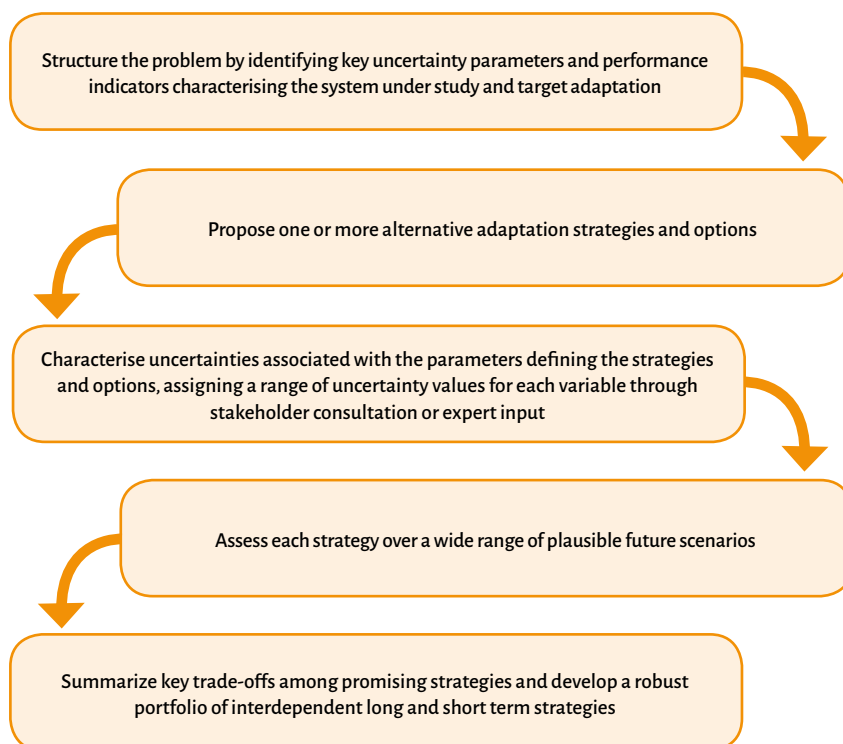 Structure the problem by identifying key uncertainty parameters and performance
indicators characterising the system under study and target adaptation
Propose one or more alternative adaptation strategies and options
Characterise uncertainties associated with the parameters defining the strategies
and options, assigning a range of uncertainty values for each variable through
stakeholder consultation or expert input
Assess each strategy over a wide range of plausible future scenarios
Summarize key trade-offs among promising strategies and develop a robust
portfolio of interdependent long and short term strategies